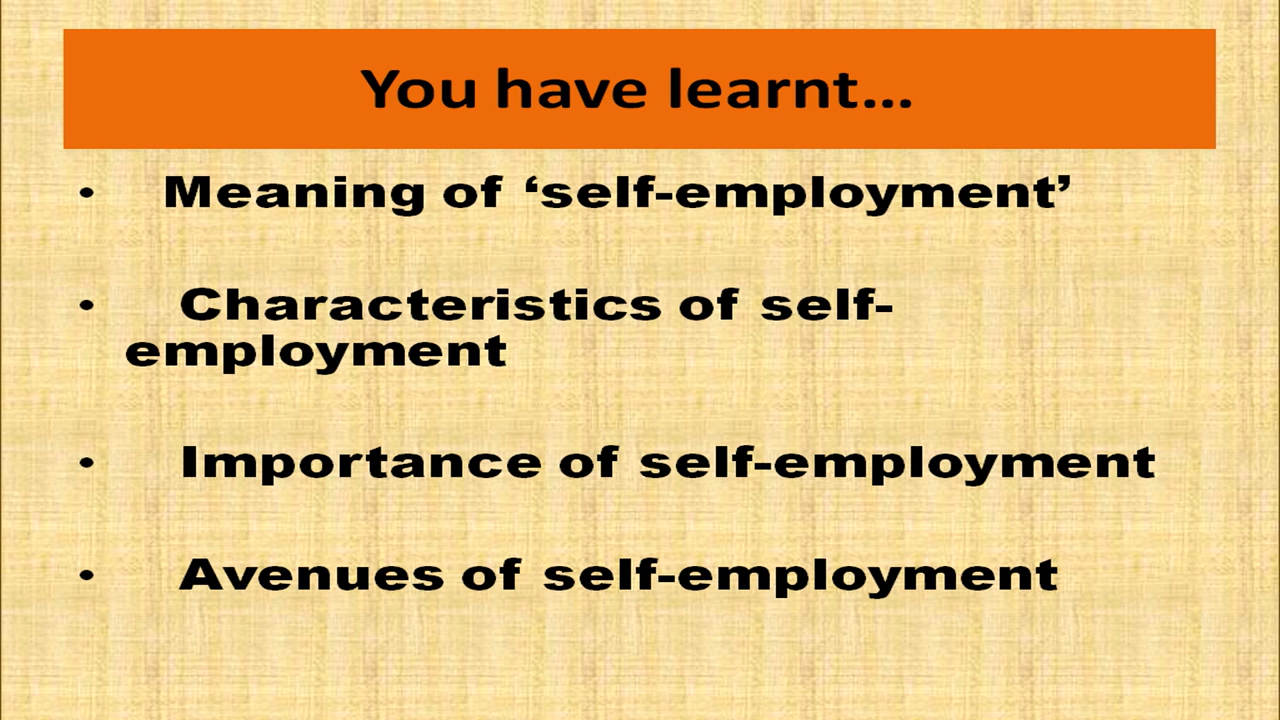 You have learnt...
• Meaning of ‘self-employment’
• Characteristics of self-
employment
• Importance of self-employment
• Avenues of self-employment